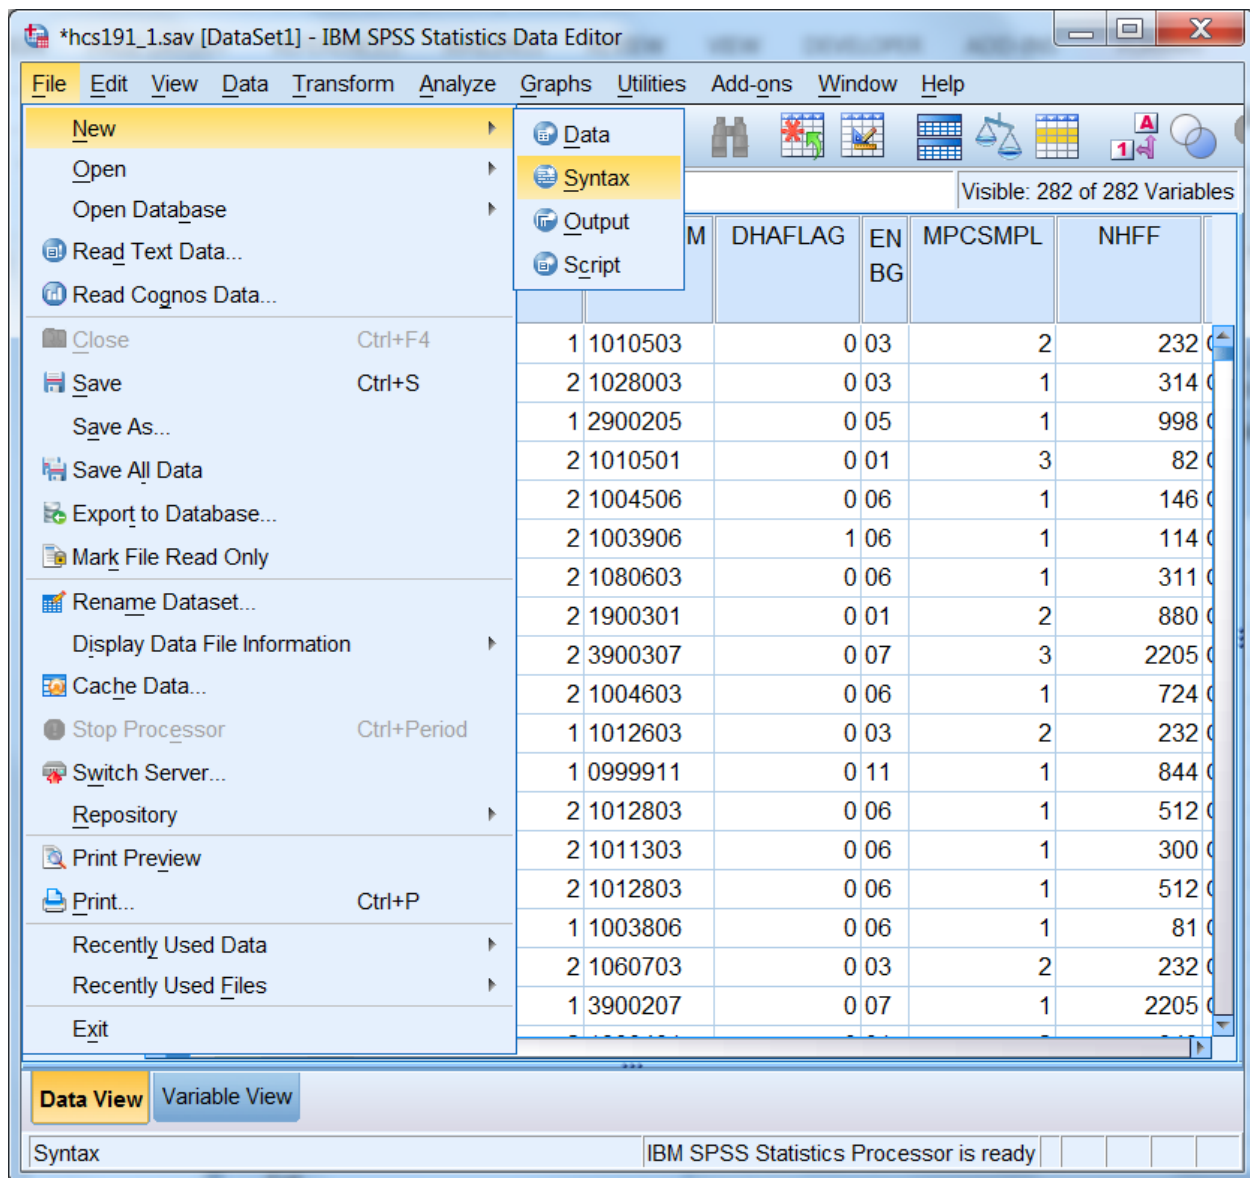 *hcs191_1.sav [DataSet1] - IBM SPSS Statistics Data Editor
File Edit View Data Transform Analyze Graphs Utilities Add-ons Window Help
New
Open
Open Database
Read Text Data...
Read Cognos Data...
Close Ctrl+F4
Save Ctrl+S
Save As...
Save All Data
Export to Database...
Mark File Read Only
Rename Dataset...
Display Data File Information
Cache Data...
Stop Processor Ctrl+Period
Switch Server...
Repository
Print Preview
Print... Ctrl+P
Recently Used Data
Recently Used Files
Exit
Data
Syntax
Output
Script
Visible: 282 of 282 Variables
M DHAFLAG EN BG MPCSMPL NHFF
1 1010503 0 03 2 232
2 1028003 0 03 1 314
1 2900205 0 05 1 998
2 1010501 0 01 3 82
2 1004506 0 06 1 146
2 1003906 1 06 1 114
2 1080603 0 06 1 311
2 1900301 0 01 2 880
2 3900307 0 07 3 2205
2 1004603 0 06 1 724
1 1012603 0 03 2 232
1 0999911 0 11 1 844
2 1012803 0 06 1 512
2 1011303 0 06 1 300
2 1012803 0 06 1 512
1 1003806 0 06 1 81
2 1060703 0 03 2 232
1 3900207 0 07 1 2205
Data View Variable View
Syntax IBM SPSS Statistics Processor is ready